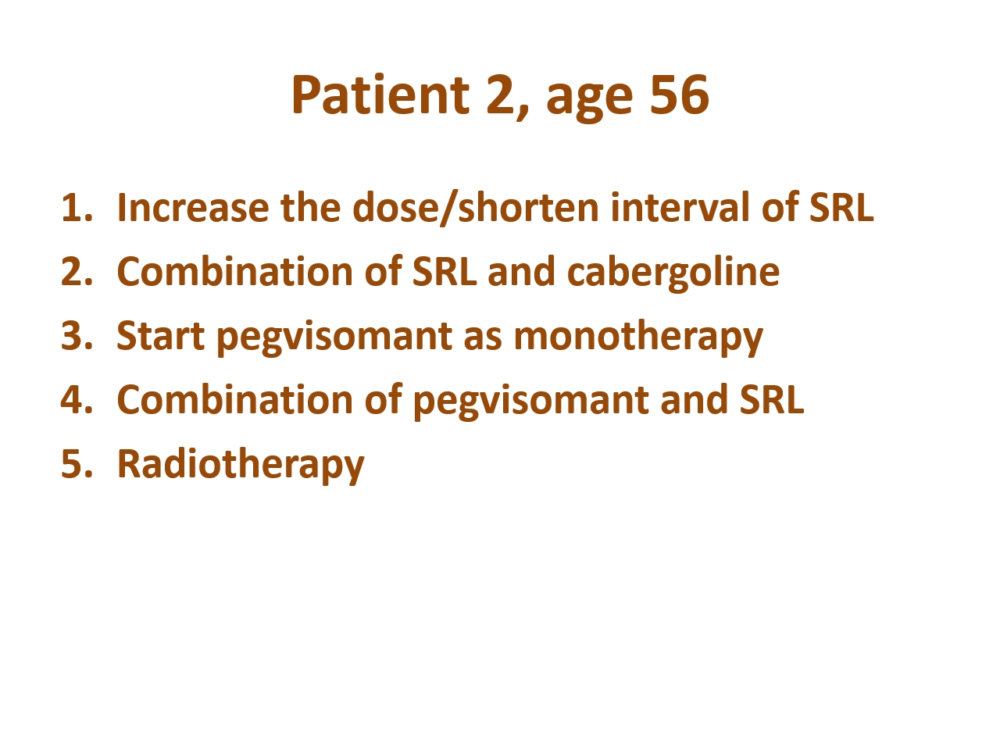 Patient 2, age 56
1. Increase the dose/shorten interval of SRL
2. Combination of SRL and cabergoline
3. Start pegvisomant as monotherapy
4. Combination of pegvisomant and SRL
5. Radiotherapy